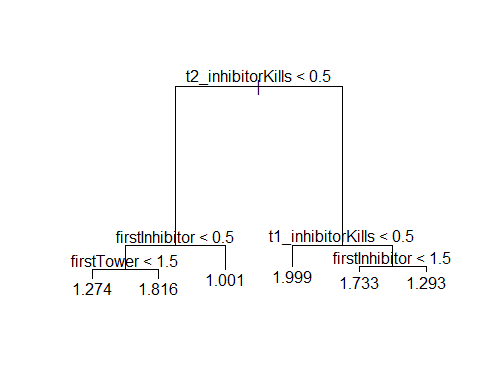 t2_inhibitorKills < 0.5
firstInhibitor < 0.5
t1_inhibitorKills < 0.5
firstTower < 1.5
firstInhibitor < 1.5
1.274
1.816
1.001
1.999
1.733
1.293